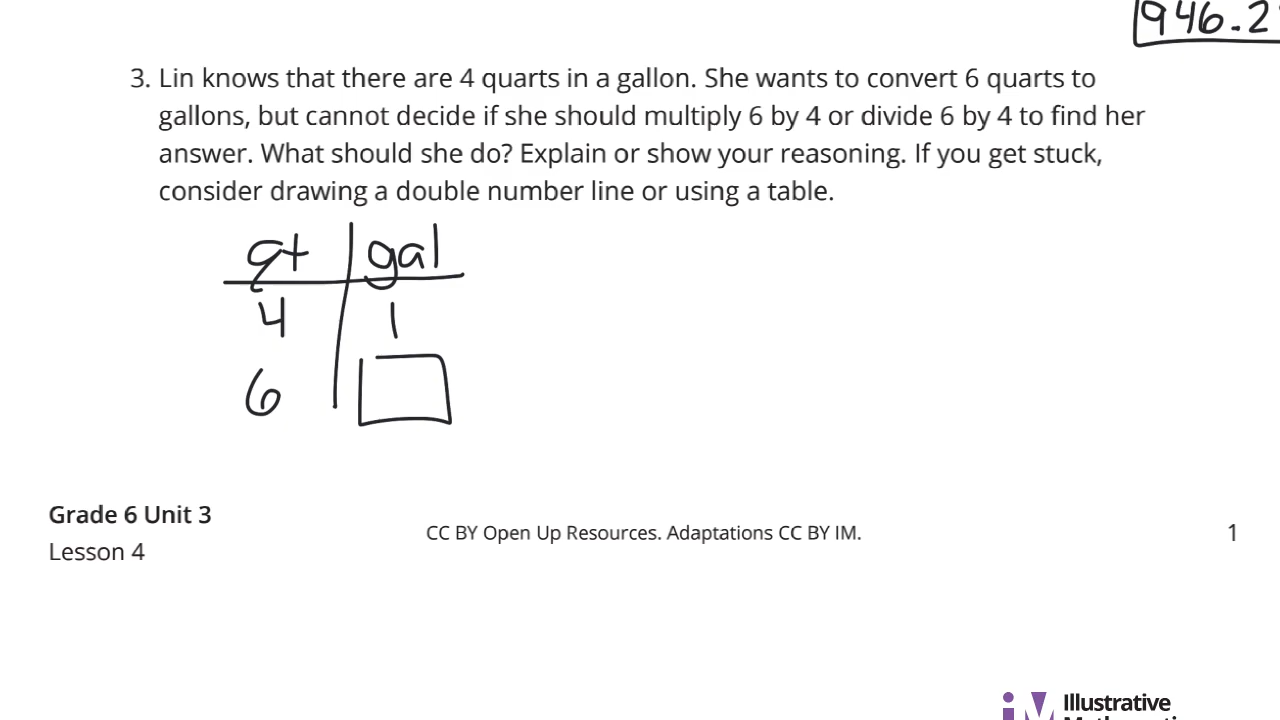 946.2
3. Lin knows that there are 4 quarts in a gallon. She wants to convert 6 quarts to
gallons, but cannot decide if she should multiply 6 by 4 or divide 6 by 4 to find her
answer. What should she do? Explain or show your reasoning. If you get stuck,
consider drawing a double number line or using a table.
qt gal
4 1
6
Grade 6 Unit 3
Lesson 4
CC BY Open Up Resources. Adaptations CC BY IM.
1
IM Illustrative